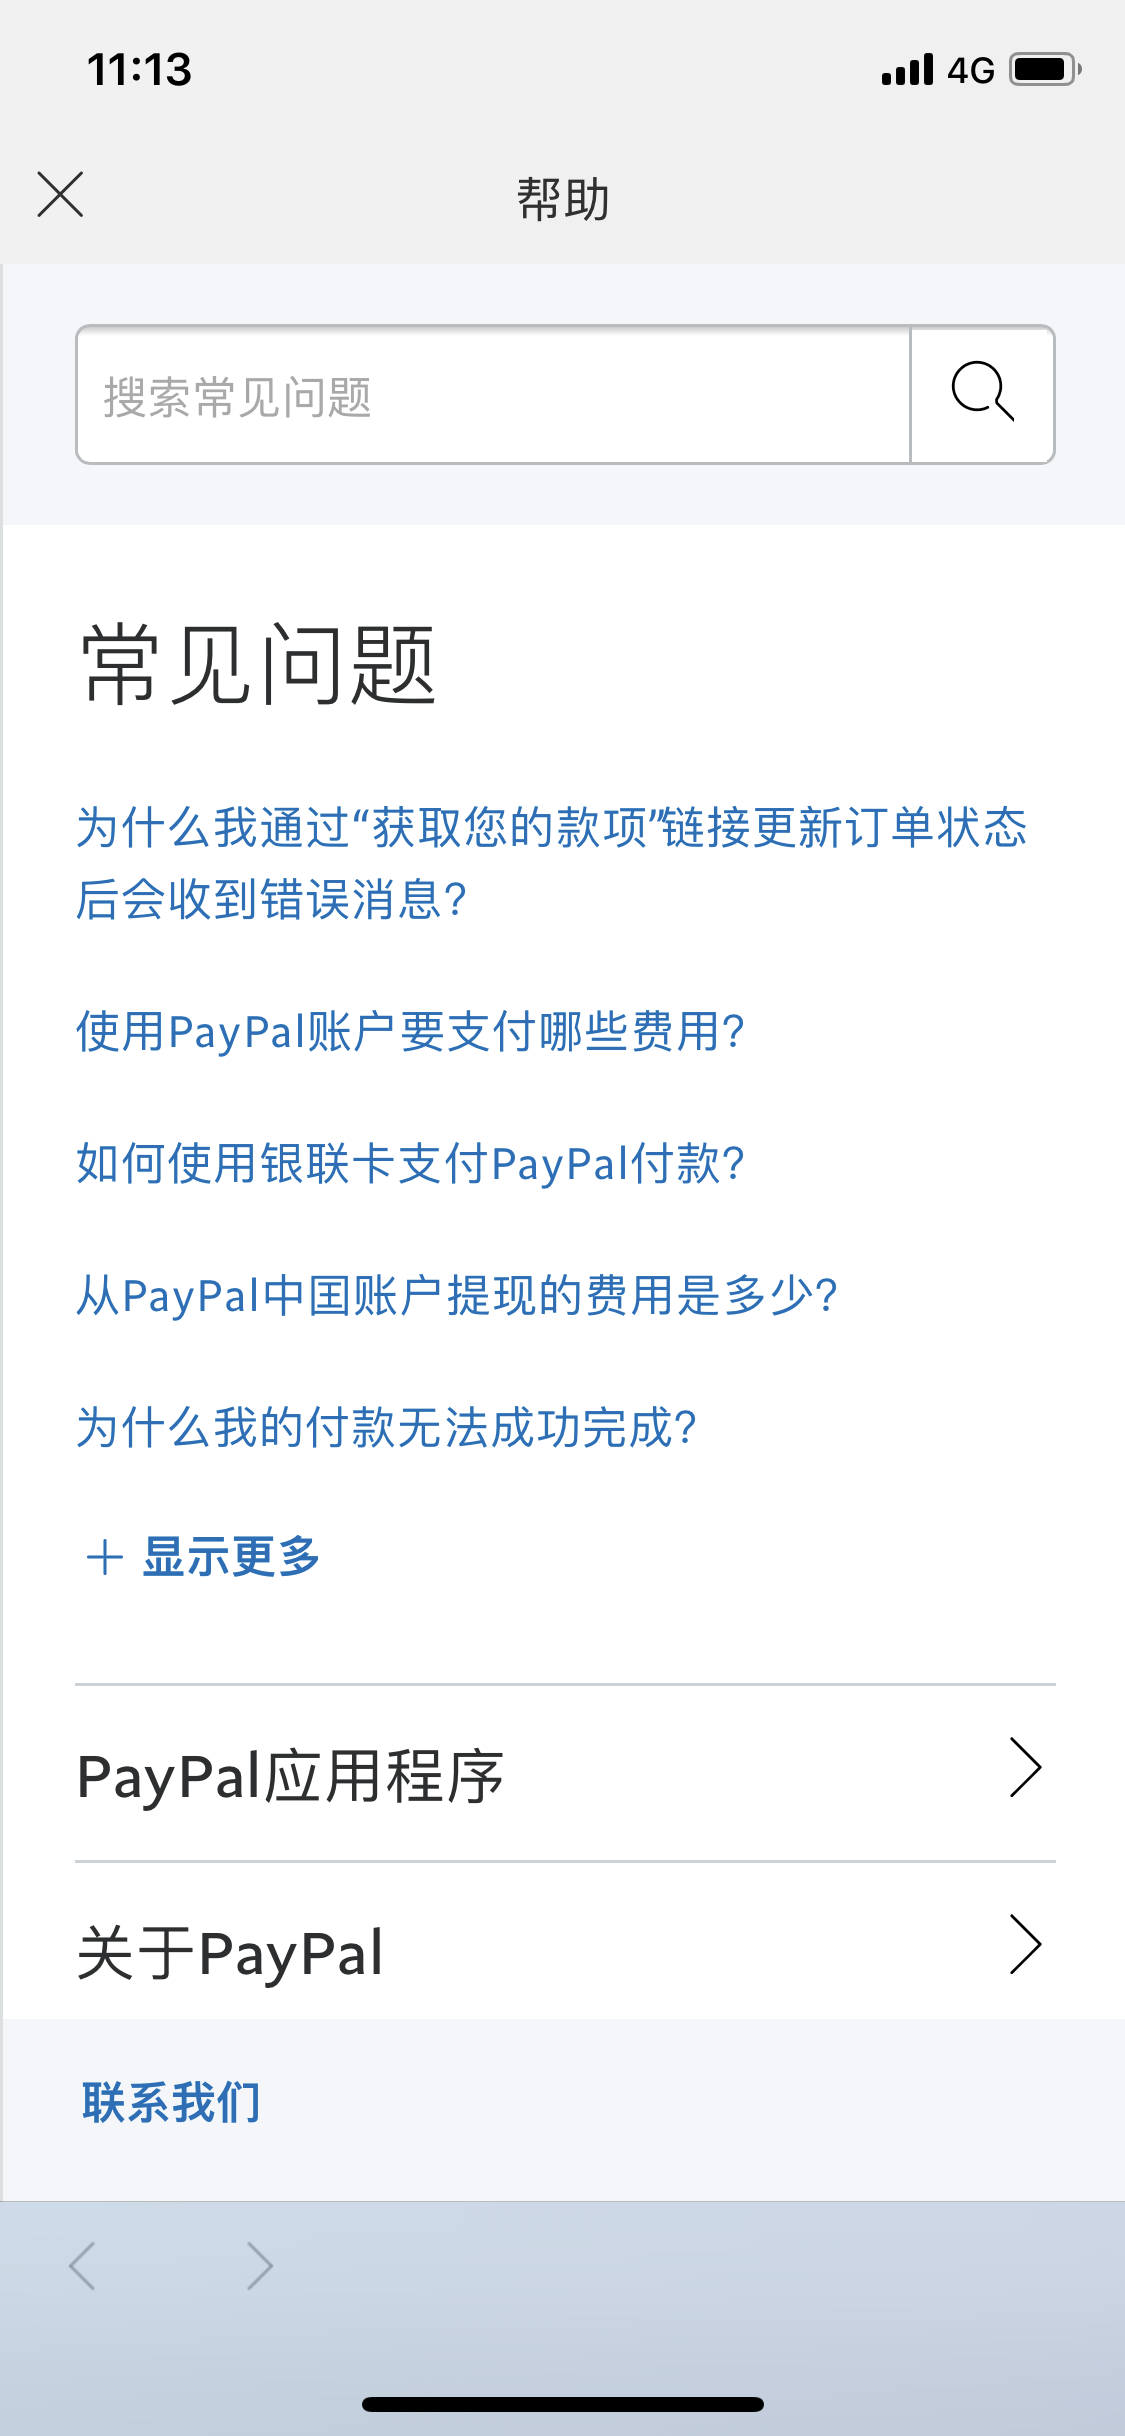 11:13
4G
帮助
搜索常见问题
常见问题
为什么我通过“获取您的款项”链接更新订单状态
后会收到错误消息?
使用PayPal账户要支付哪些费用?
如何使用银联卡支付PayPal付款?
从PayPal中国账户提现的费用是多少?
为什么我的付款无法成功完成?
+ 显示更多
PayPal应用程序
关于PayPal
联系我们